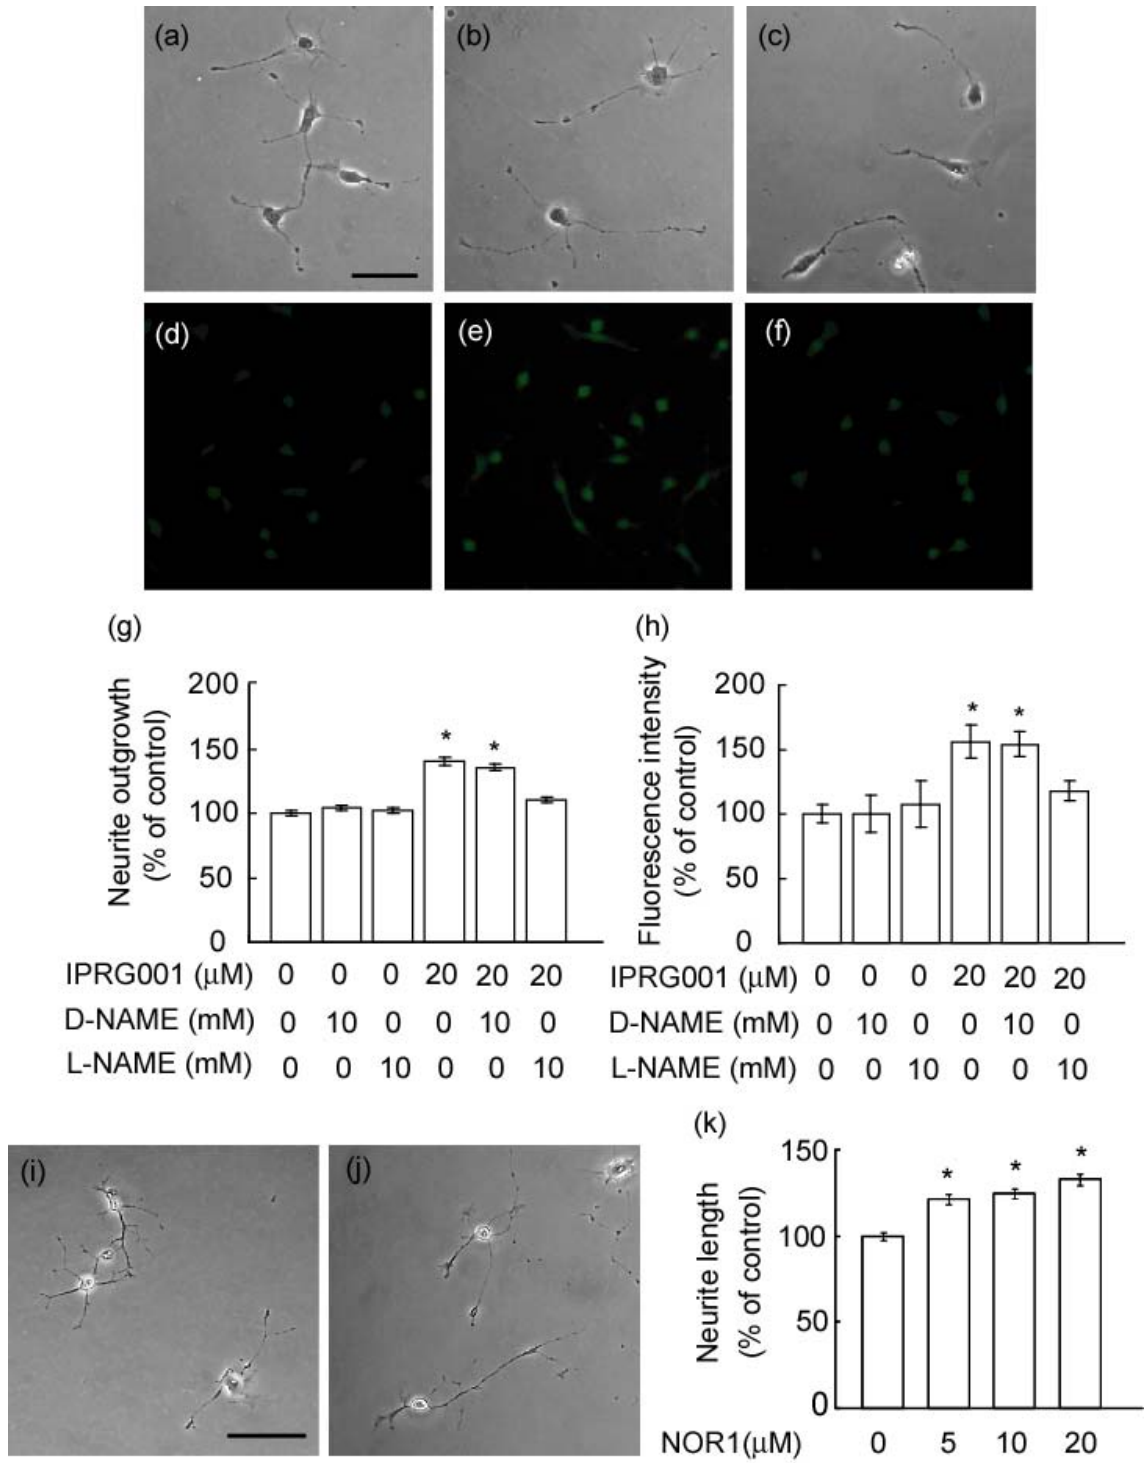 (a) (b) (c)
(d) (e) (f)
(g) (h)
Neurite outgrowth
(% of control)
200
150
100
50
0
* *
IPRG001 (μM) 0 0 0 20 20 20
D-NAME (mM) 0 10 0 0 10 0
L-NAME (mM) 0 0 10 0 0 10
Fluorescence intensity
(% of control)
200
150
100
50
0
* *
IPRG001 (μM) 0 0 0 20 20 20
D-NAME (mM) 0 10 0 0 10 0
L-NAME (mM) 0 0 10 0 0 10
(i) (j) (k)
Neurite length
(% of control)
150
100
50
0
* * *
NOR1(μM) 0 5 10 20